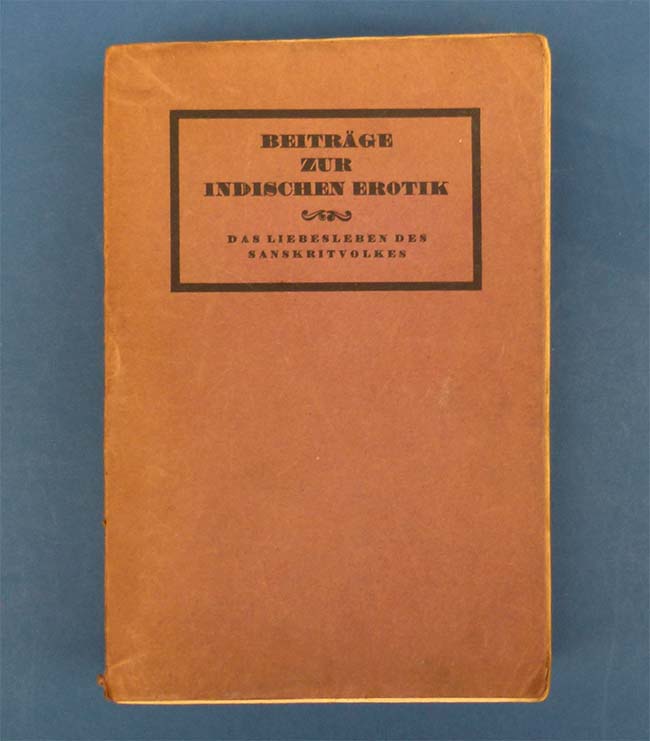 BEITRÄGE
ZUR
INDISCHEN EROTIK
DAS LIEBESLEBEN DES
SANSKRITVOLKES